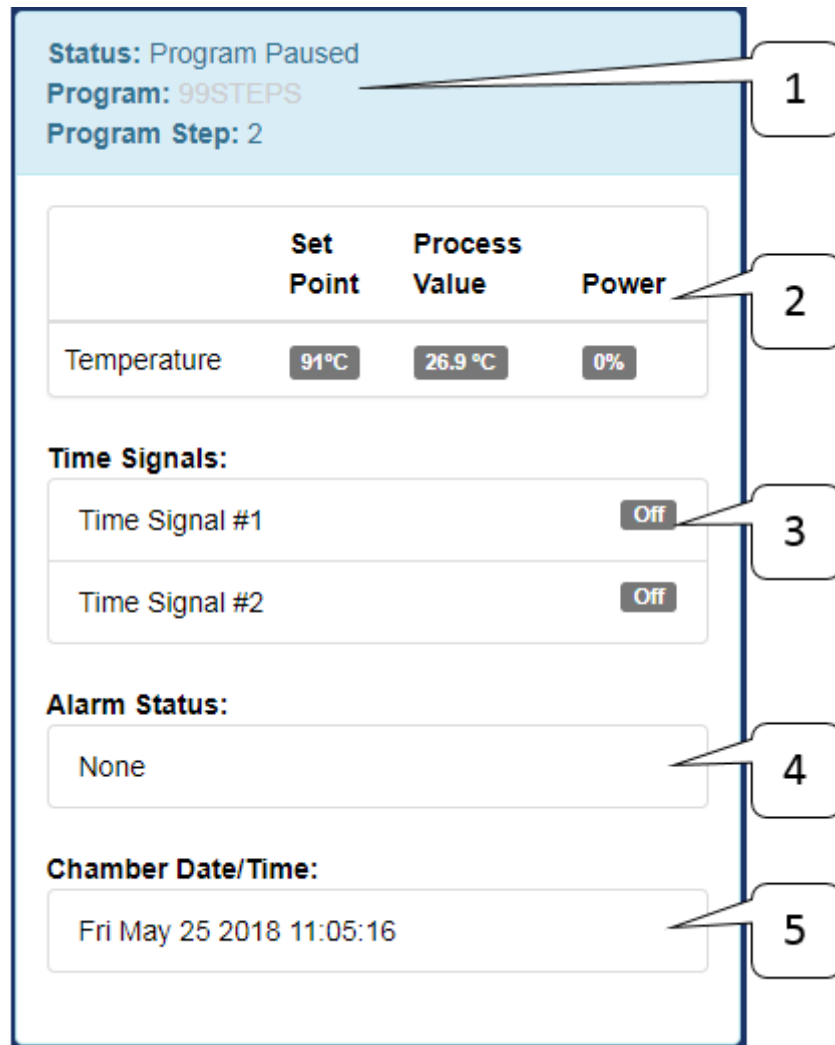 Status: Program Paused
Program: 99STEPS
Program Step: 2
1
Set Point
Process Value
Power
2
Temperature 91ºC 26.9 ºC 0%
Time Signals:
Time Signal #1 Off
3
Time Signal #2 Off
Alarm Status:
None
4
Chamber Date/Time:
Fri May 25 2018 11:05:16
5